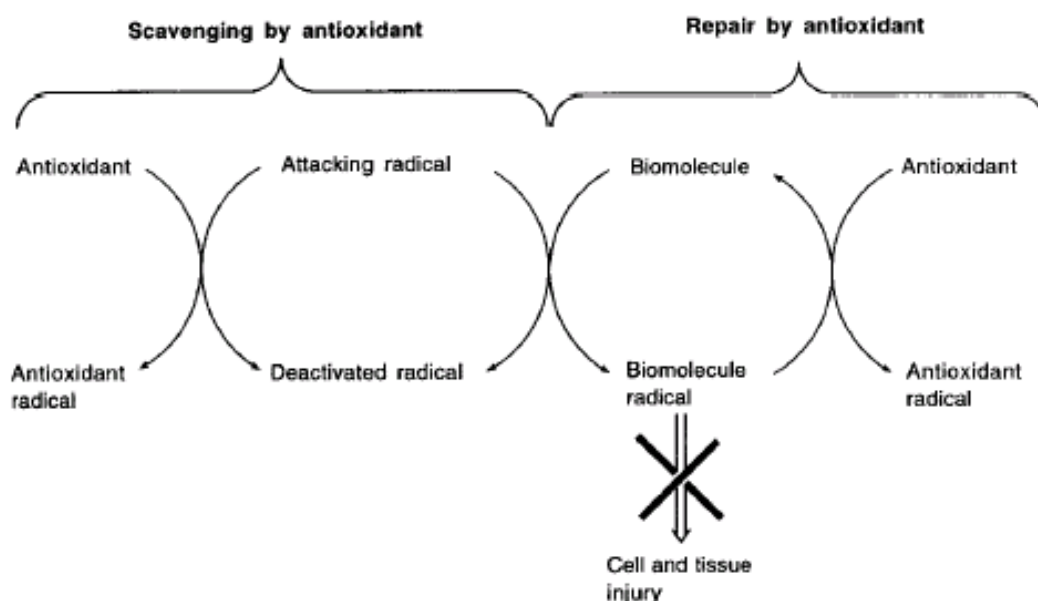 Scavenging by antioxidant
Repair by antioxidant
Antioxidant
Attacking radical
Biomolecule
Antioxidant
Antioxidant
radical
Deactivated radical
Biomolecule
radical
Antioxidant
radical
Cell and tissue
injury